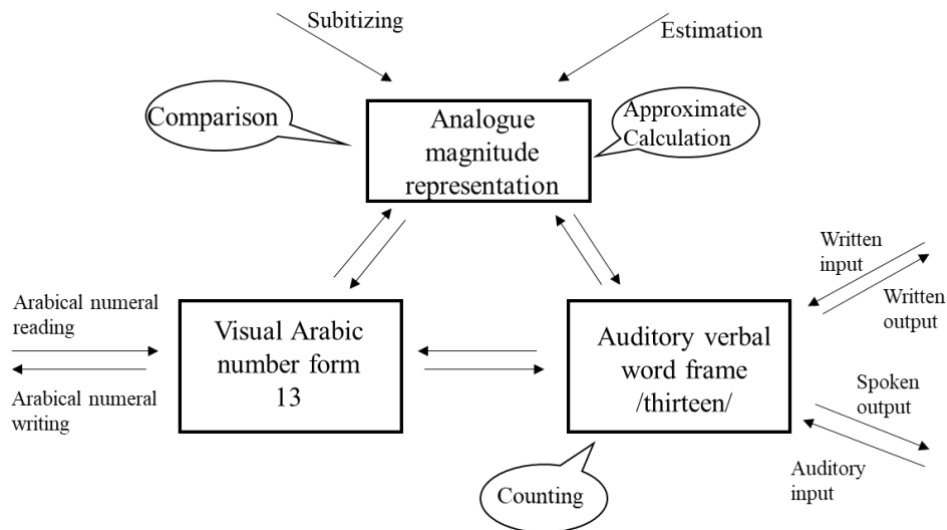 Subitizing
Estimation
Comparison
Analogue
magnitude
representation
Approximate
Calculation
Written
input
Written
output
Arabical numeral
reading
Visual Arabic
number form
13
Auditory verbal
word frame
/thirteen/
Arabical numeral
writing
Spoken
output
Auditory
input
Counting